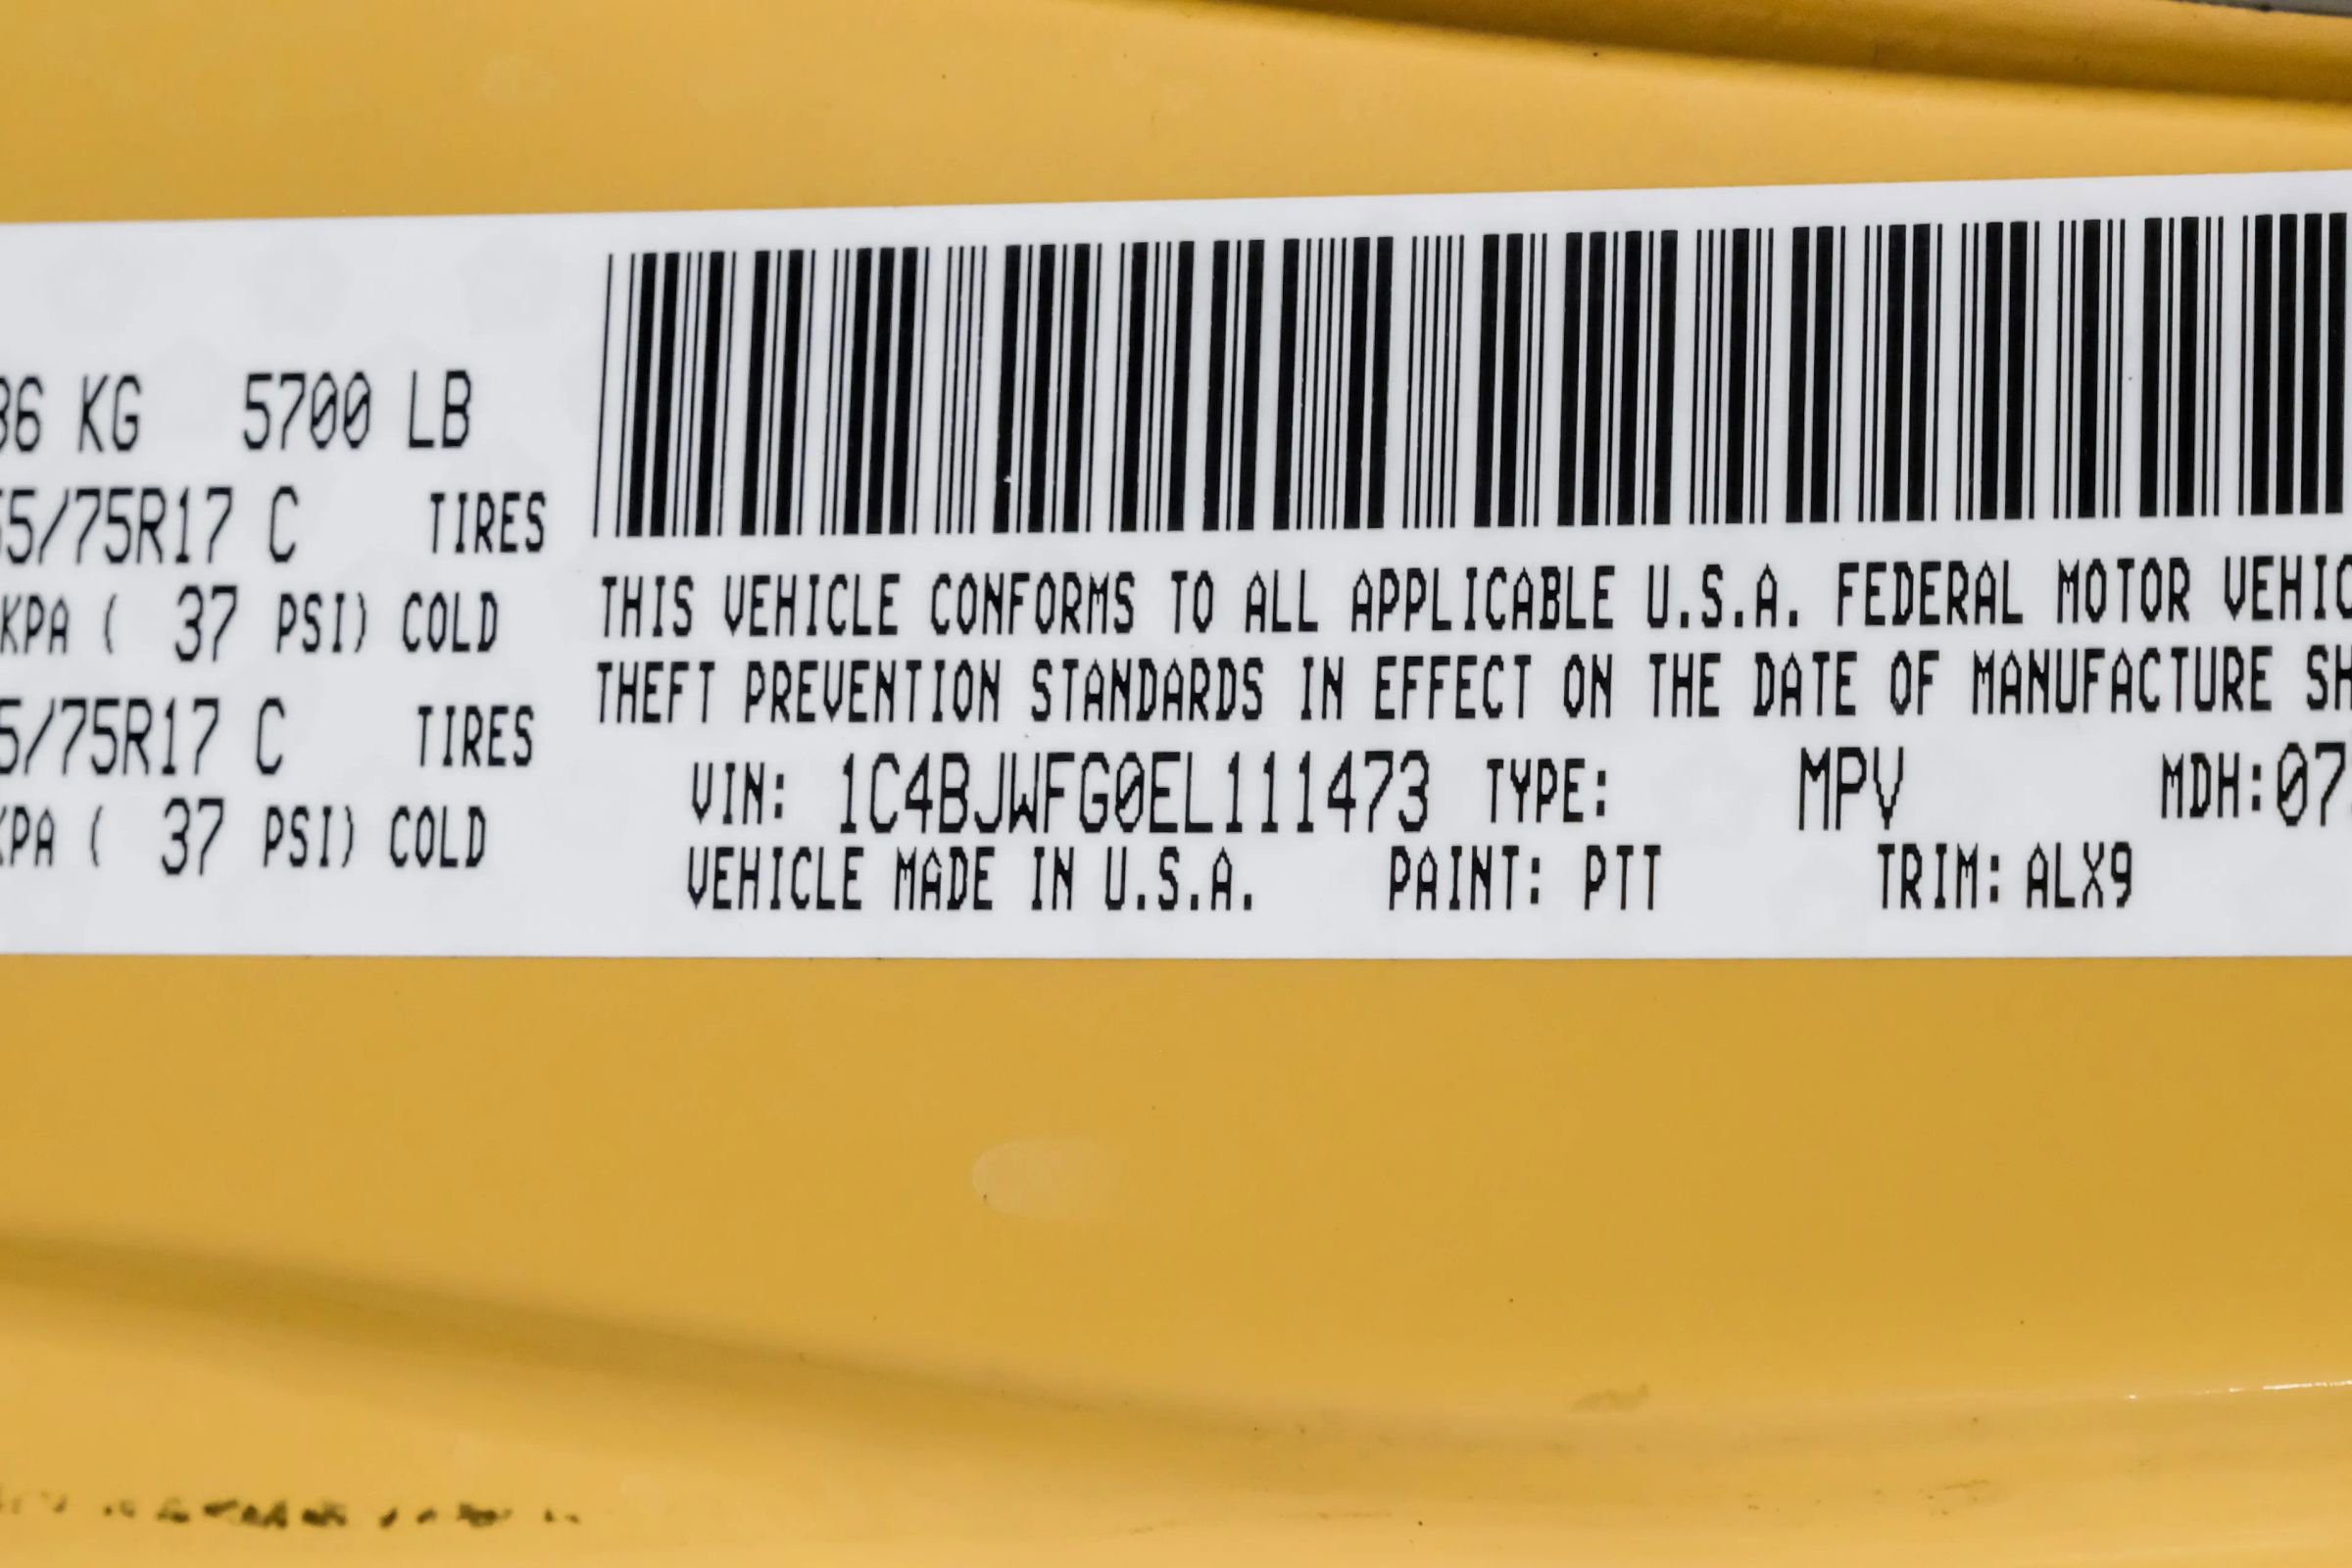 86 KG 5700 LB
55/75R17 C TIRES
KPA ( 37 PSI) COLD
5/75R17 C TIRES
KPA ( 37 PSI) COLD
THIS VEHICLE CONFORMS TO ALL APPLICABLE U.S.A. FEDERAL MOTOR VEHIC
THEFT PREVENTION STANDARDS IN EFFECT ON THE DATE OF MANUFACTURE SH
VIN: 1C4BJWFG0EL111473 TYPE: MPV MDH:07
VEHICLE MADE IN U.S.A. PAINT: PTT TRIM: ALX9